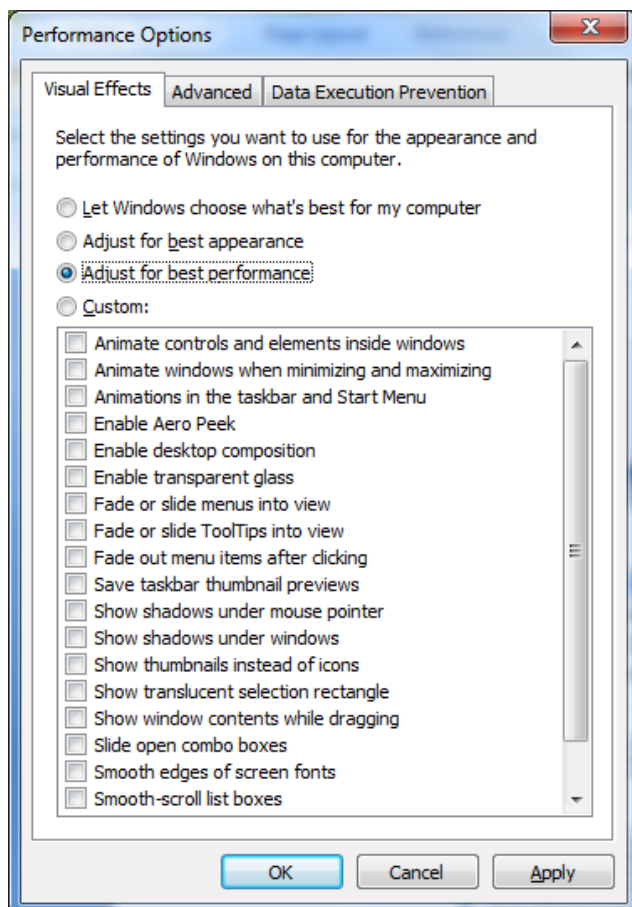 Performance Options
Visual Effects Advanced Data Execution Prevention
Select the settings you want to use for the appearance and
performance of Windows on this computer.
Let Windows choose what's best for my computer
Adjust for best appearance
Adjust for best performance
Custom:
Animate controls and elements inside windows
Animate windows when minimizing and maximizing
Animations in the taskbar and Start Menu
Enable Aero Peek
Enable desktop composition
Enable transparent glass
Fade or slide menus into view
Fade or slide ToolTips into view
Fade out menu items after clicking
Save taskbar thumbnail previews
Show shadows under mouse pointer
Show shadows under windows
Show thumbnails instead of icons
Show translucent selection rectangle
Show window contents while dragging
Slide open combo boxes
Smooth edges of screen fonts
Smooth-scroll list boxes
OK Cancel Apply